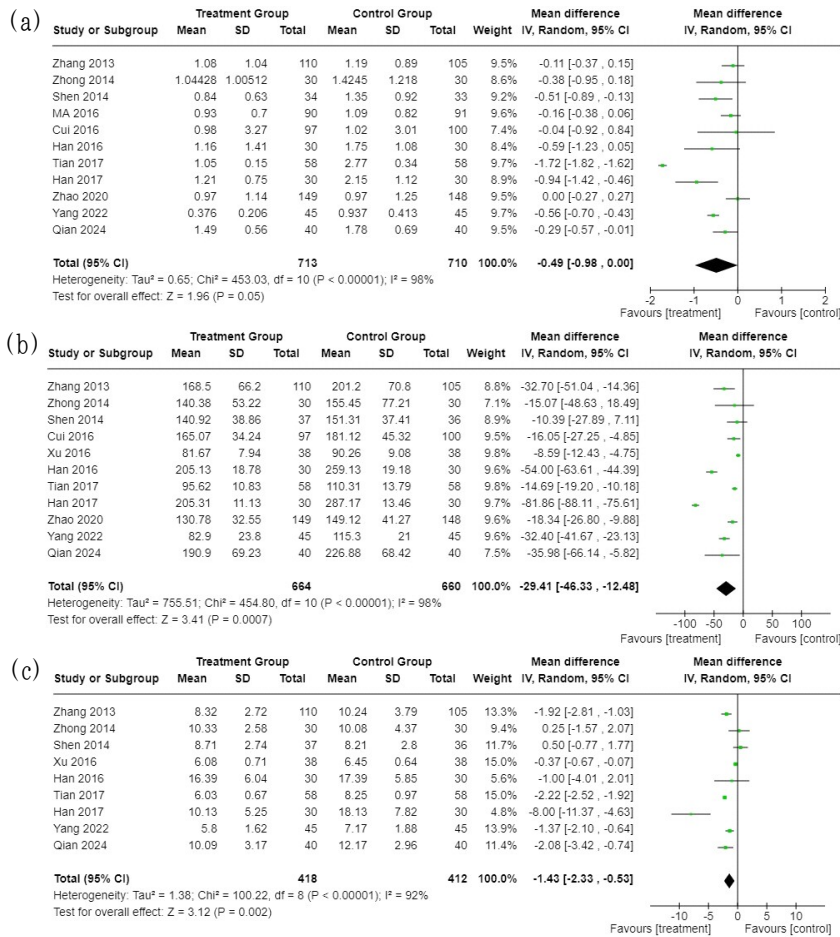 (a)
Treatment Group Control Group Mean difference Mean difference
Study or Subgroup Mean SD Total Mean SD Total Weight IV, Random, 95% CI IV, Random, 95% CI
Zhang 2013 1.08 1.04 110 1.19 0.89 105 9.5% -0.11 [-0.37 , 0.15]
Zhong 2014 1.04428 1.00512 30 1.4245 1.218 30 8.5% -0.38 [-0.95 , 0.18]
Shen 2014 0.84 0.63 34 1.35 0.92 33 9.2% -0.51 [-0.89 , -0.13]
MA 2016 0.93 0.7 90 1.09 0.82 91 9.5% -0.16 [-0.38 , 0.06]
Cui 2016 0.98 3.27 97 1.02 3.01 100 7.4% -0.04 [-0.92 , 0.84]
Han 2016 1.16 1.41 30 1.75 1.08 30 8.3% -0.59 [-1.23 , 0.05]
Tian 2017 1.05 0.15 58 2.77 0.34 58 9.7% -1.72 [-1.82 , -1.62]
Han 2017 1.21 0.75 30 2.15 1.12 30 8.9% -0.94 [-1.42 , -0.46]
Zhao 2020 0.97 1.14 149 0.97 1.25 148 9.5% 0.00 [-0.27 , 0.27]
Yang 2022 0.376 0.206 45 0.937 0.413 45 9.7% -0.56 [-0.70 , -0.43]
Qian 2024 1.49 0.56 40 1.78 0.69 40 9.4% -0.29 [-0.57 , -0.01]
Total (95% CI) 713 710 100.0% -0.49 [-0.98 , 0.00]
Heterogeneity: Tau² = 0.65; Chi² = 453.03, df = 10 (P < 0.00001); I² = 98%
Test for overall effect: Z = 1.96 (P = 0.05)
-2 -1 0 1 2
Favours [treatment] Favours [control]
(b)
Treatment Group Control Group Mean difference Mean difference
Study or Subgroup Mean SD Total Mean SD Total Weight IV, Random, 95% CI IV, Random, 95% CI
Zhang 2013 168.5 66.2 110 201.2 70.8 105 8.8% -32.70 [-51.04 , -14.36]
Zhong 2014 140.38 53.22 30 155.45 77.21 30 7.1% -15.07 [-48.63 , 18.49]
Shen 2014 140.92 38.86 37 151.31 37.41 36 8.9% -10.39 [-27.89 , 7.11]
Cui 2016 165.07 34.24 97 181.12 45.32 100 9.4% -16.05 [-27.25 , -4.85]
Xu 2016 81.67 7.94 38 90.26 9.08 38 9.8% -8.59 [-12.43 , -4.75]
Han 2016 205.13 18.78 30 259.13 19.18 30 9.5% -54.00 [-63.61 , -44.39]
Tian 2017 95.62 10.83 58 110.31 13.79 58 9.7% -14.69 [-19.20 , -10.18]
Han 2017 205.31 11.13 30 287.17 13.46 30 9.7% -81.86 [-88.11 , -75.61]
Zhao 2020 130.78 32.55 149 149.12 41.27 148 9.6% -18.34 [-26.80 , -9.88]
Yang 2022 82.9 23.8 45 115.3 21 45 9.5% -32.40 [-41.67 , -23.13]
Qian 2024 190.9 69.23 40 226.88 68.42 40 7.5% -35.98 [-66.14 , -5.82]
Total (95% CI) 664 660 100.0% -29.41 [-46.33 , -12.48]
Heterogeneity: Tau² = 755.51; Chi² = 454.80, df = 10 (P < 0.00001); I² = 98%
Test for overall effect: Z = 3.41 (P = 0.0007)
-100 -50 0 50 100
Favours [treatment] Favours [control]
(c)
Treatment Group Control Group Mean difference Mean difference
Study or Subgroup Mean SD Total Mean SD Total Weight IV, Random, 95% CI IV, Random, 95% CI
Zhang 2013 8.32 2.72 110 10.24 3.79 105 13.3% -1.92 [-2.81 , -1.03]
Zhong 2014 10.33 2.58 30 10.08 4.37 30 9.4% 0.25 [-1.57 , 2.07]
Shen 2014 8.71 2.74 37 8.21 2.8 36 11.7% 0.50 [-0.77 , 1.77]
Xu 2016 6.08 0.71 38 6.45 0.64 38 15.0% -0.37 [-0.67 , -0.07]
Han 2016 16.39 6.04 30 17.39 5.85 30 5.6% -1.00 [-4.01 , 2.01]
Tian 2017 6.03 0.67 58 8.25 0.97 58 15.0% -2.22 [-2.52 , -1.92]
Han 2017 10.13 5.25 30 18.13 7.82 30 4.8% -8.00 [-11.37 , -4.63]
Yang 2022 5.8 1.62 45 7.17 1.88 45 13.9% -1.37 [-2.10 , -0.64]
Qian 2024 10.09 3.17 40 12.17 2.96 40 11.4% -2.08 [-3.42 , -0.74]
Total (95% CI) 418 412 100.0% -1.43 [-2.33 , -0.53]
Heterogeneity: Tau² = 1.38; Chi² = 100.22, df = 8 (P < 0.00001); I² = 92%
Test for overall effect: Z = 3.12 (P = 0.002)
-10 -5 0 5 10
Favours [treatment] Favours [control]